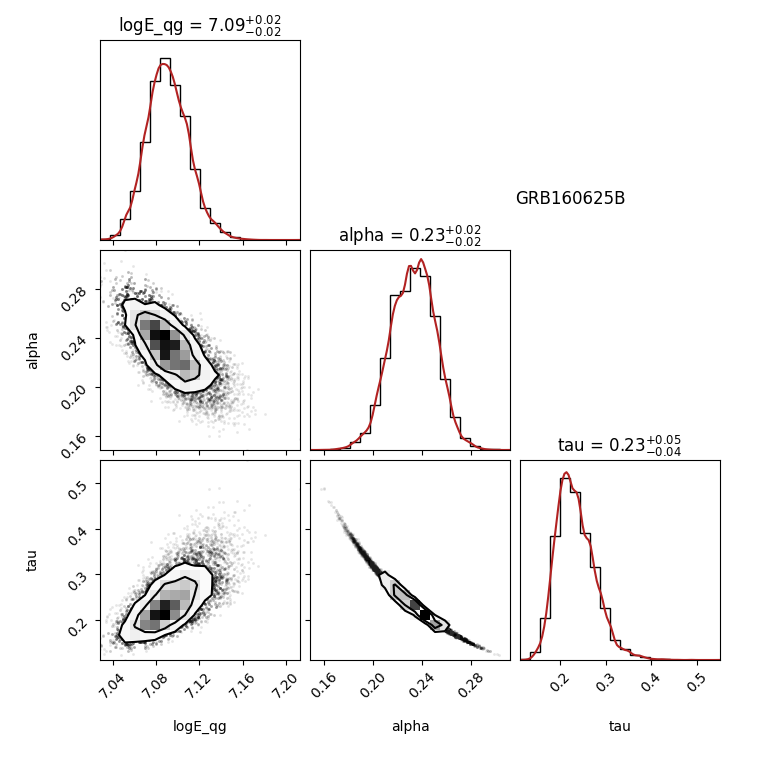 logE_qg = 7.09+0.02−0.02
GRB160625B
alpha = 0.23+0.02−0.02
alpha
0.28
0.24
0.20
0.16
tau = 0.23+0.05−0.04
tau
0.5
0.4
0.3
0.2
7.04 7.08 7.12 7.16 7.20 0.16 0.20 0.24 0.28 0.2 0.3 0.4 0.5
logE_qg alpha tau